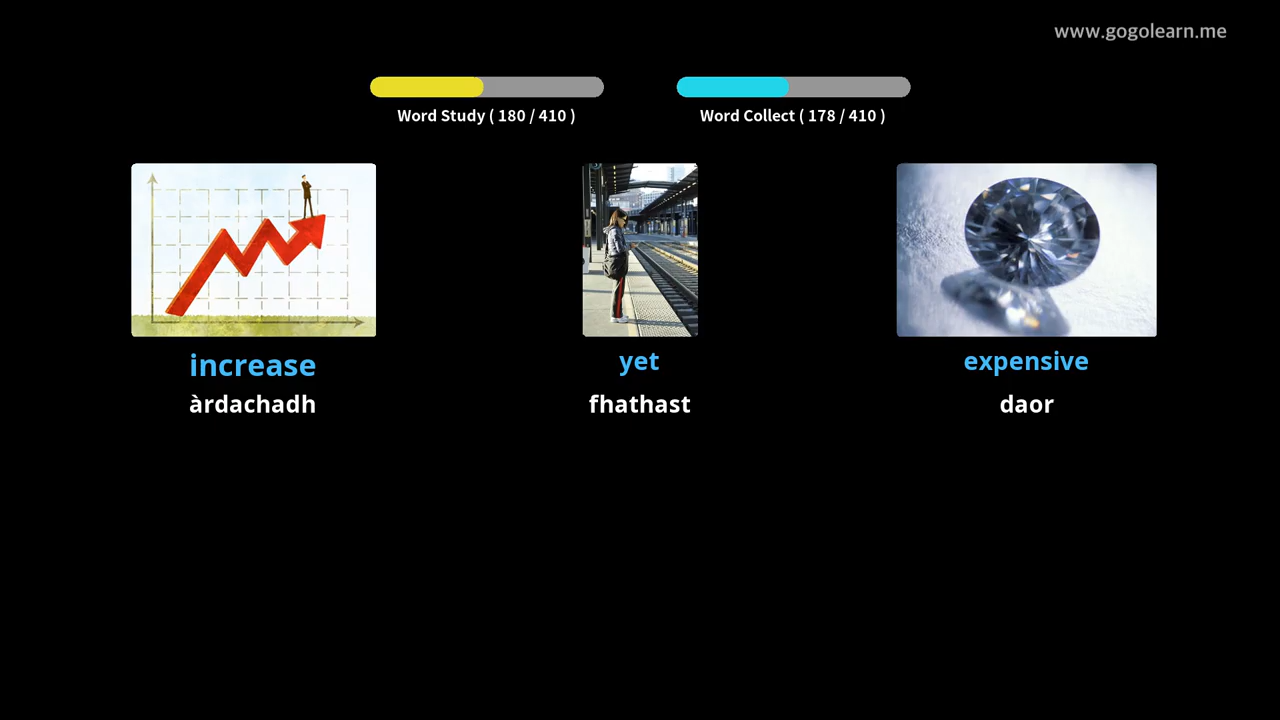 www.gogolearn.me
Word Study ( 180 / 410 )
Word Collect ( 178 / 410 )
increase
yet
expensive
àrdachadh
fhathast
daor